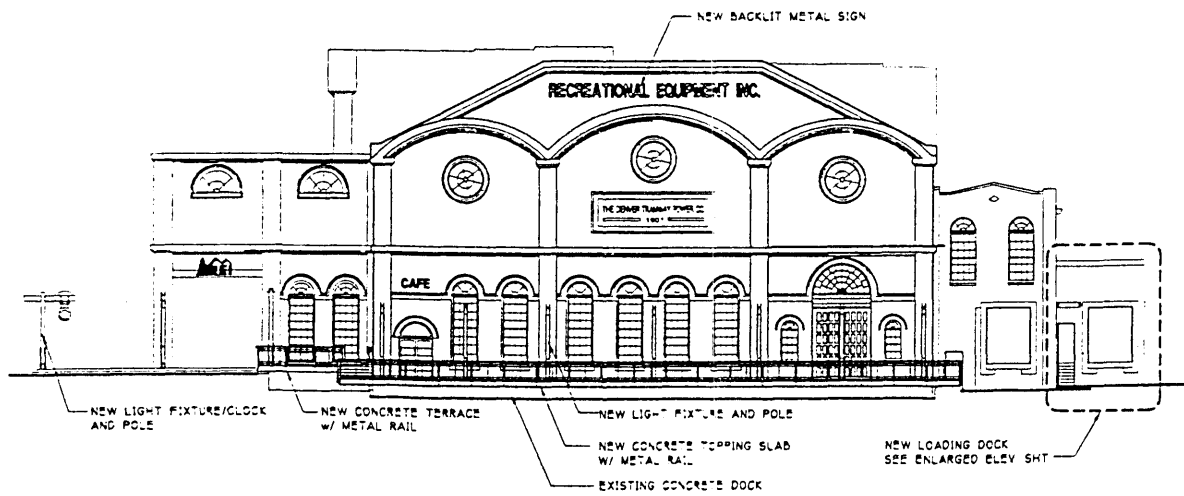 NEW BACKLIT METAL SIGN
RECREATIONAL EQUIPMENT INC.
THE DENVER TRAMWAY POWER CO
1901
REI
CAFE
NEW LIGHT FIXTURE/CLOCK
AND POLE
NEW CONCRETE TERRACE
W/ METAL RAIL
NEW LIGHT FIXTURE AND POLE
NEW CONCRETE TOPPING SLAB
W/ METAL RAIL
EXISTING CONCRETE DOCK
NEW LOADING DOCK
SEE ENLARGED ELEV SHT